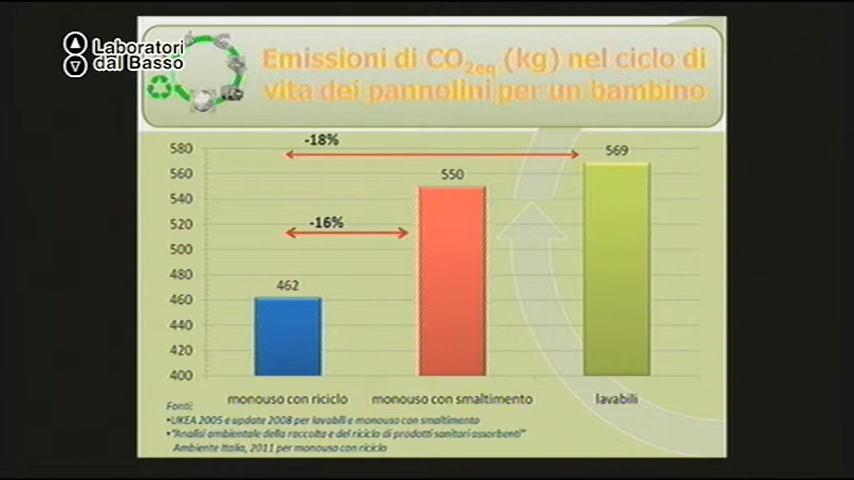 Laboratori
dal Basso
Emissioni di CO2eq (kg) nel ciclo di
vita dei pannolini per un bambino
-18%
580
569
560
550
540
520
-16%
500
480
462
460
440
420
400
monouso con riciclo
monouso con smaltimento
lavabili
Fonti:
•UKEA 2005 e update 2008 per lavabili e monouso con smaltimento
•"Analisi ambientale della raccolta e del riciclo di prodotti sanitari assorbenti"
Ambiente Italia, 2011 per monouso con riciclo